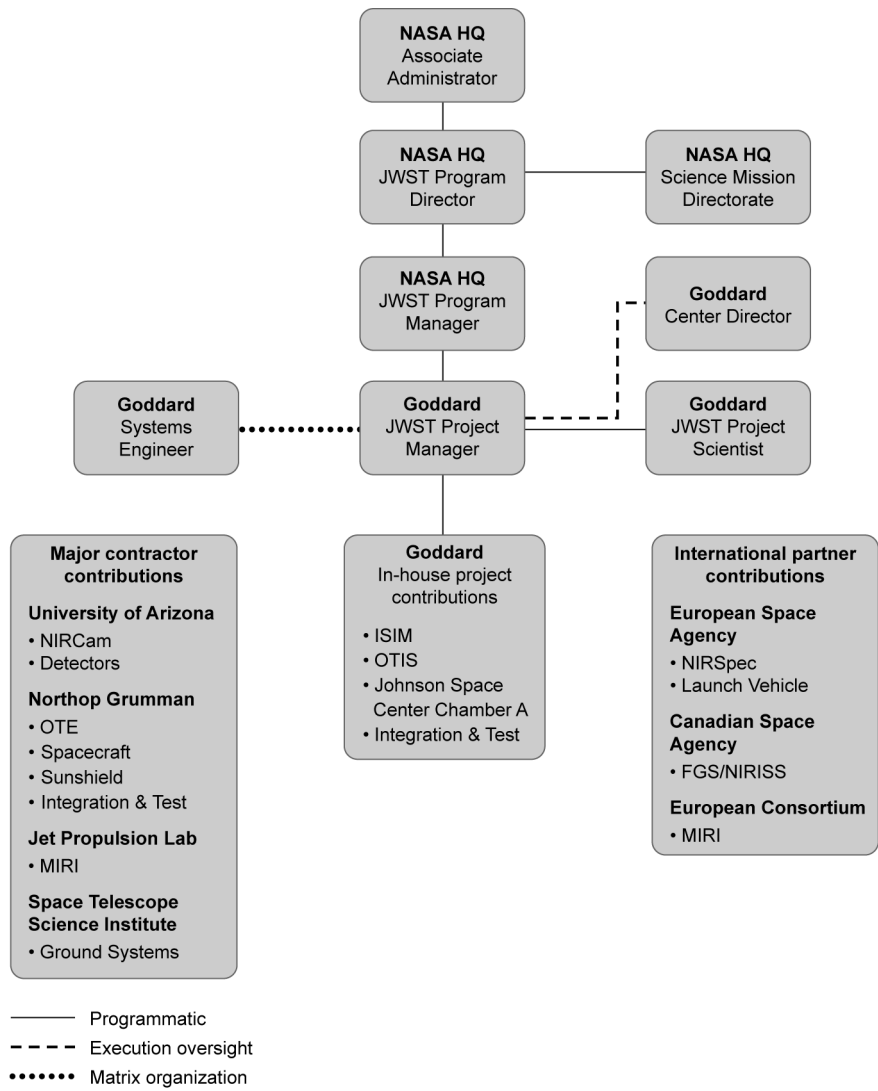 NASA HQ
Associate
Administrator
NASA HQ
JWST Program
Director
NASA HQ
Science Mission
Directorate
NASA HQ
JWST Program
Manager
Goddard
Center Director
Goddard
Systems
Engineer
Goddard
JWST Project
Manager
Goddard
JWST Project
Scientist
Major contractor
contributions
University of Arizona
• NIRCam
• Detectors
Northop Grumman
• OTE
• Spacecraft
• Sunshield
• Integration & Test
Jet Propulsion Lab
• MIRI
Space Telescope
Science Institute
• Ground Systems
Goddard
In-house project
contributions
• ISIM
• OTIS
• Johnson Space
Center Chamber A
• Integration & Test
International partner
contributions
European Space
Agency
• NIRSpec
• Launch Vehicle
Canadian Space
Agency
• FGS/NIRISS
European Consortium
• MIRI
Programmatic
Execution oversight
Matrix organization